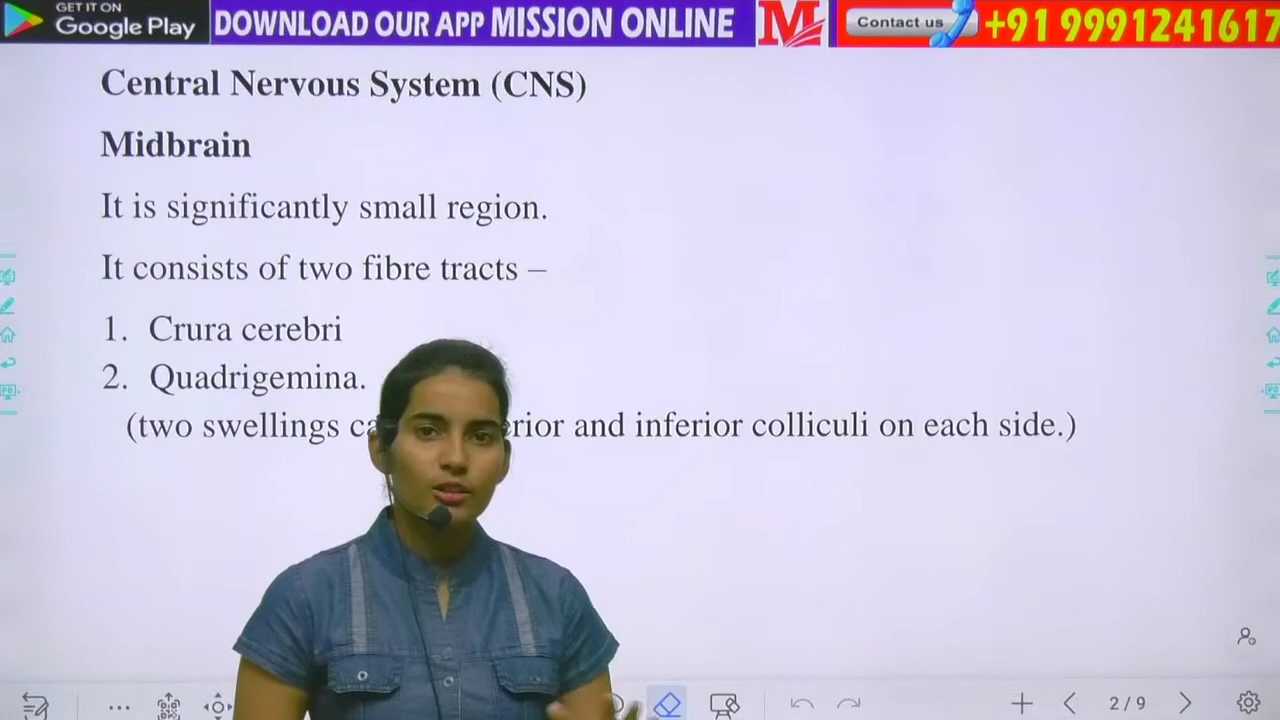 GET IT ON
Google Play
DOWNLOAD OUR APP MISSION ONLINE
M
Contact us
+91 9991241617
Central Nervous System (CNS)
Midbrain
It is significantly small region.
It consists of two fibre tracts –
1. Crura cerebri
2. Quadrigemina.
(two swellings and inferior colliculi on each side.)
2 / 9